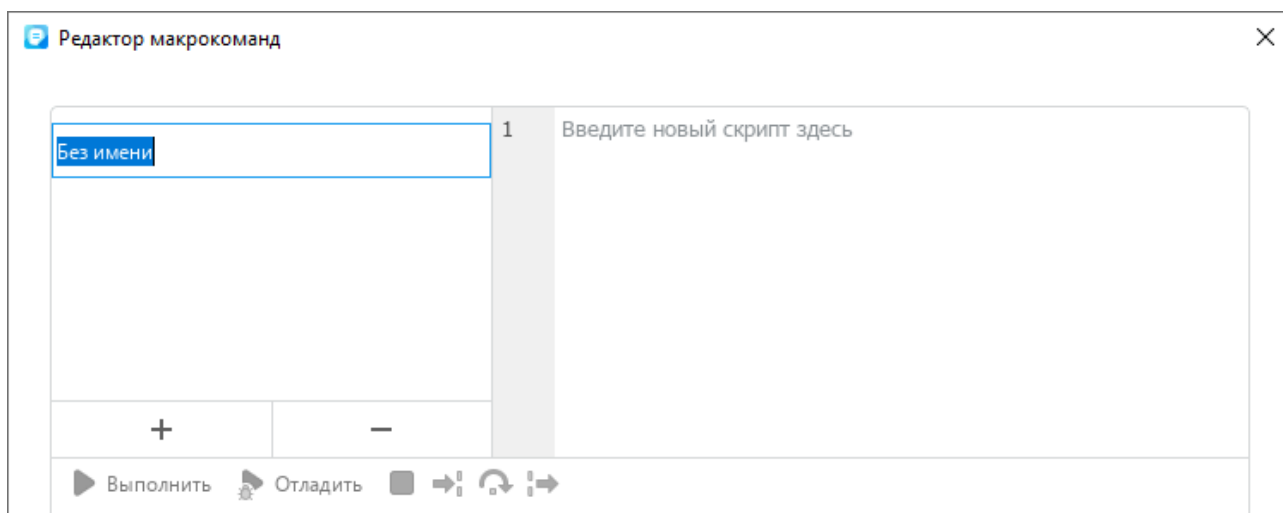 Редактор макрокоманд
Без имени
1 Введите новый скрипт здесь
+ −
Выполнить Отладить